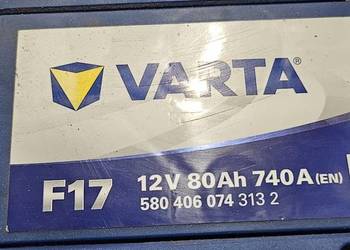 VARTA®
F17
12V 80Ah 740A (EN)
580 406 074 313 2